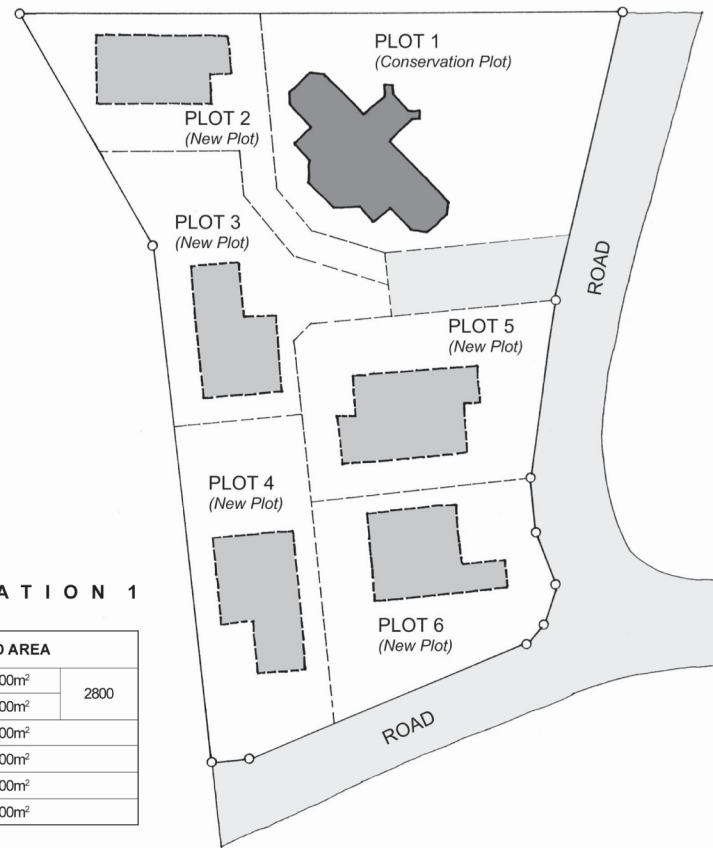 PLOT 1
(Conservation Plot)
PLOT 2
(New Plot)
PLOT 3
(New Plot)
ROAD
PLOT 5
(New Plot)
PLOT 4
(New Plot)
PLOT 6
(New Plot)
ROAD
ATION 1
AREA
00m²
2800
00m²
00m²
00m²
00m²
00m²